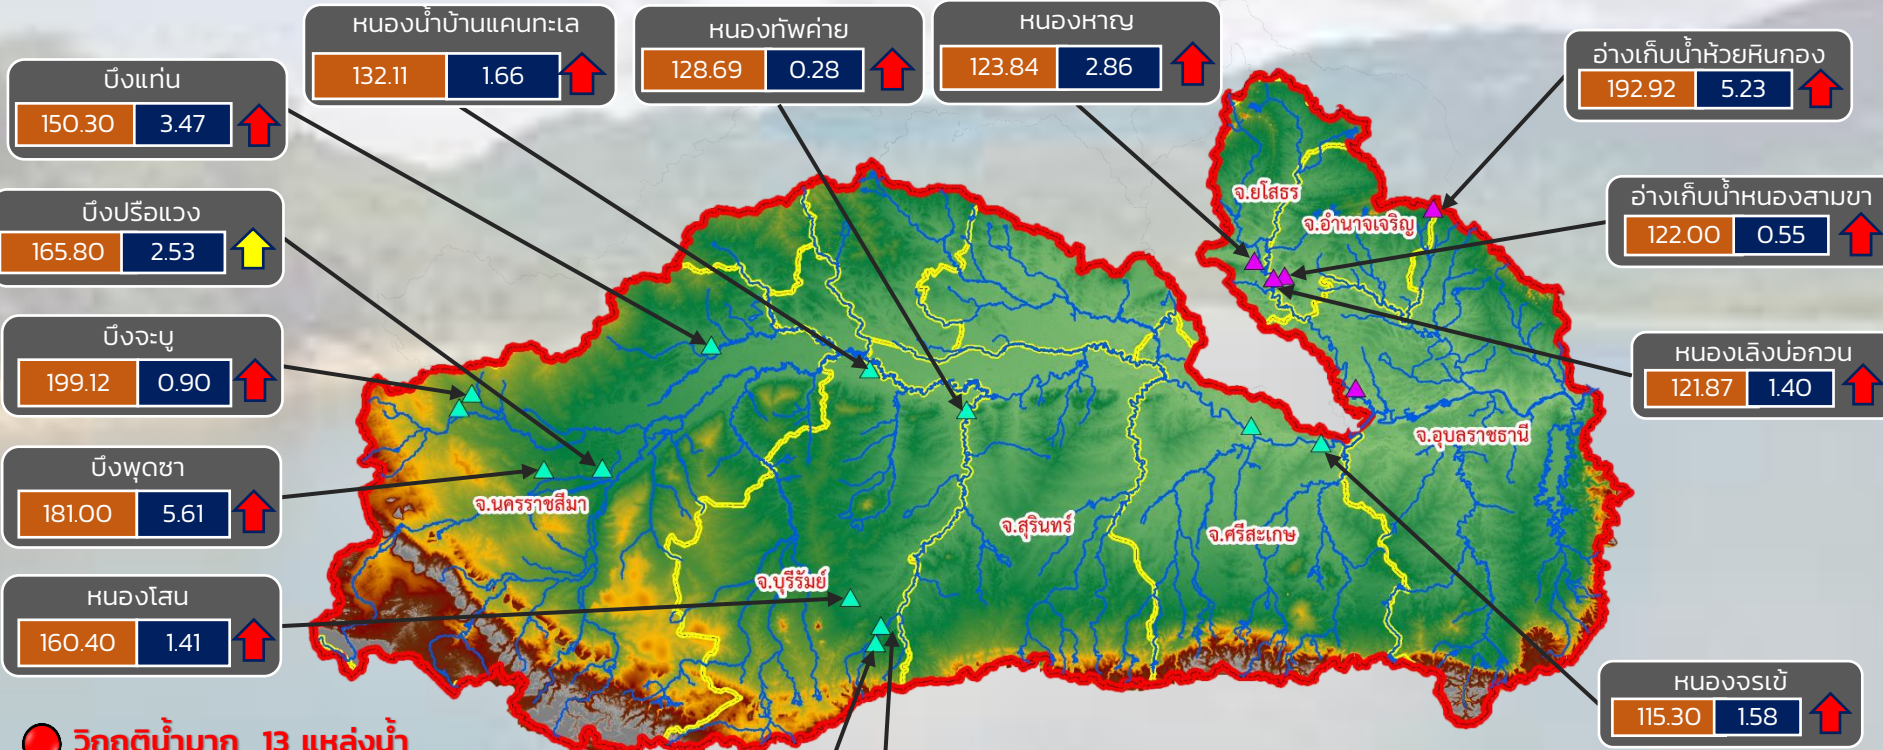 หนองน้ำบ้านแคนทะเล
132.11 1.66
หนองทัพค่าย
128.69 0.28
หนองหาญ
123.84 2.86
อ่างเก็บน้ำห้วยหินกอง
192.92 5.23
บึงแท่น
150.30 3.47
อ่างเก็บน้ำหนองสามขา
122.00 0.55
บึงปรือแวง
165.80 2.53
บึงจะบู
199.12 0.90
หนองเลิงบ่อกวน
121.87 1.40
บึงพุดซา
181.00 5.61
หนองโสน
160.40 1.41
หนองจรเข้
115.30 1.58
จ.ยโสธร
จ.อำนาจเจริญ
จ.อุบลราชธานี
จ.นครราชสีมา
จ.สุรินทร์
จ.ศรีสะเกษ
จ.บุรีรัมย์
วิกฤติน้ำมาก 13 แหล่งน้ำ